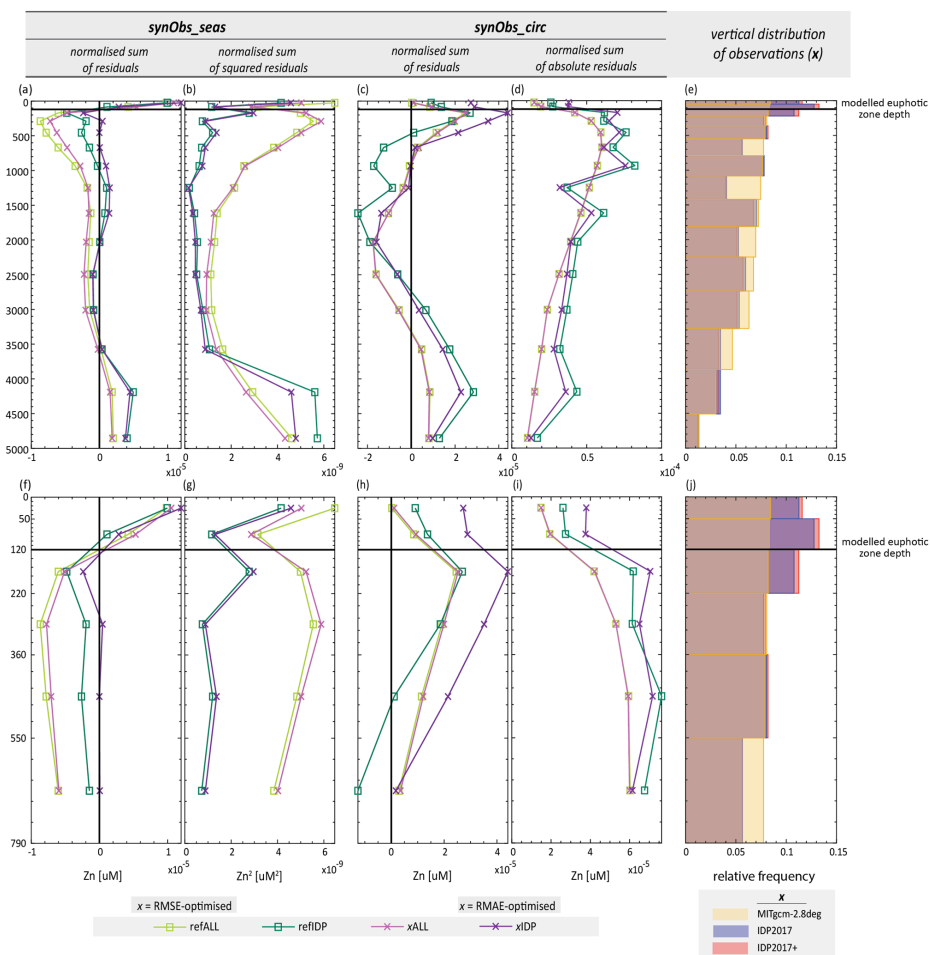 synObs_seas
synObs_circ
vertical distribution
of observations (x)
normalised sum
of residuals
normalised sum
of squared residuals
normalised sum
of residuals
normalised sum
of absolute residuals
(a)
(b)
(c)
(d)
(e)
0
500
1000
1500
2000
2500
3000
3500
4000
4500
5000
modelled euphotic
zone depth
-1 0 1
x10⁻⁵
0 2 4 6
x10⁻⁹
-2 0 2 4
x10⁻⁵
0 0.5 1
x10⁻⁴
0 0.05 0.1 0.15
(f)
(g)
(h)
(i)
(j)
0
50
120
220
360
550
790
modelled euphotic
zone depth
-1 0 1
x10⁻⁵
Zn [uM]
0 2 4 6
x10⁻⁹
Zn² [uM²]
0 2 4
x10⁻⁵
Zn [uM]
0 2 4 6 8
x10⁻⁵
Zn [uM]
0 0.05 0.1 0.15
relative frequency
x = RMSE-optimised
x = RMAE-optimised
refALL
refIDP
xALL
xIDP
x
MITgcm-2.8deg
IDP2017
IDP2017+